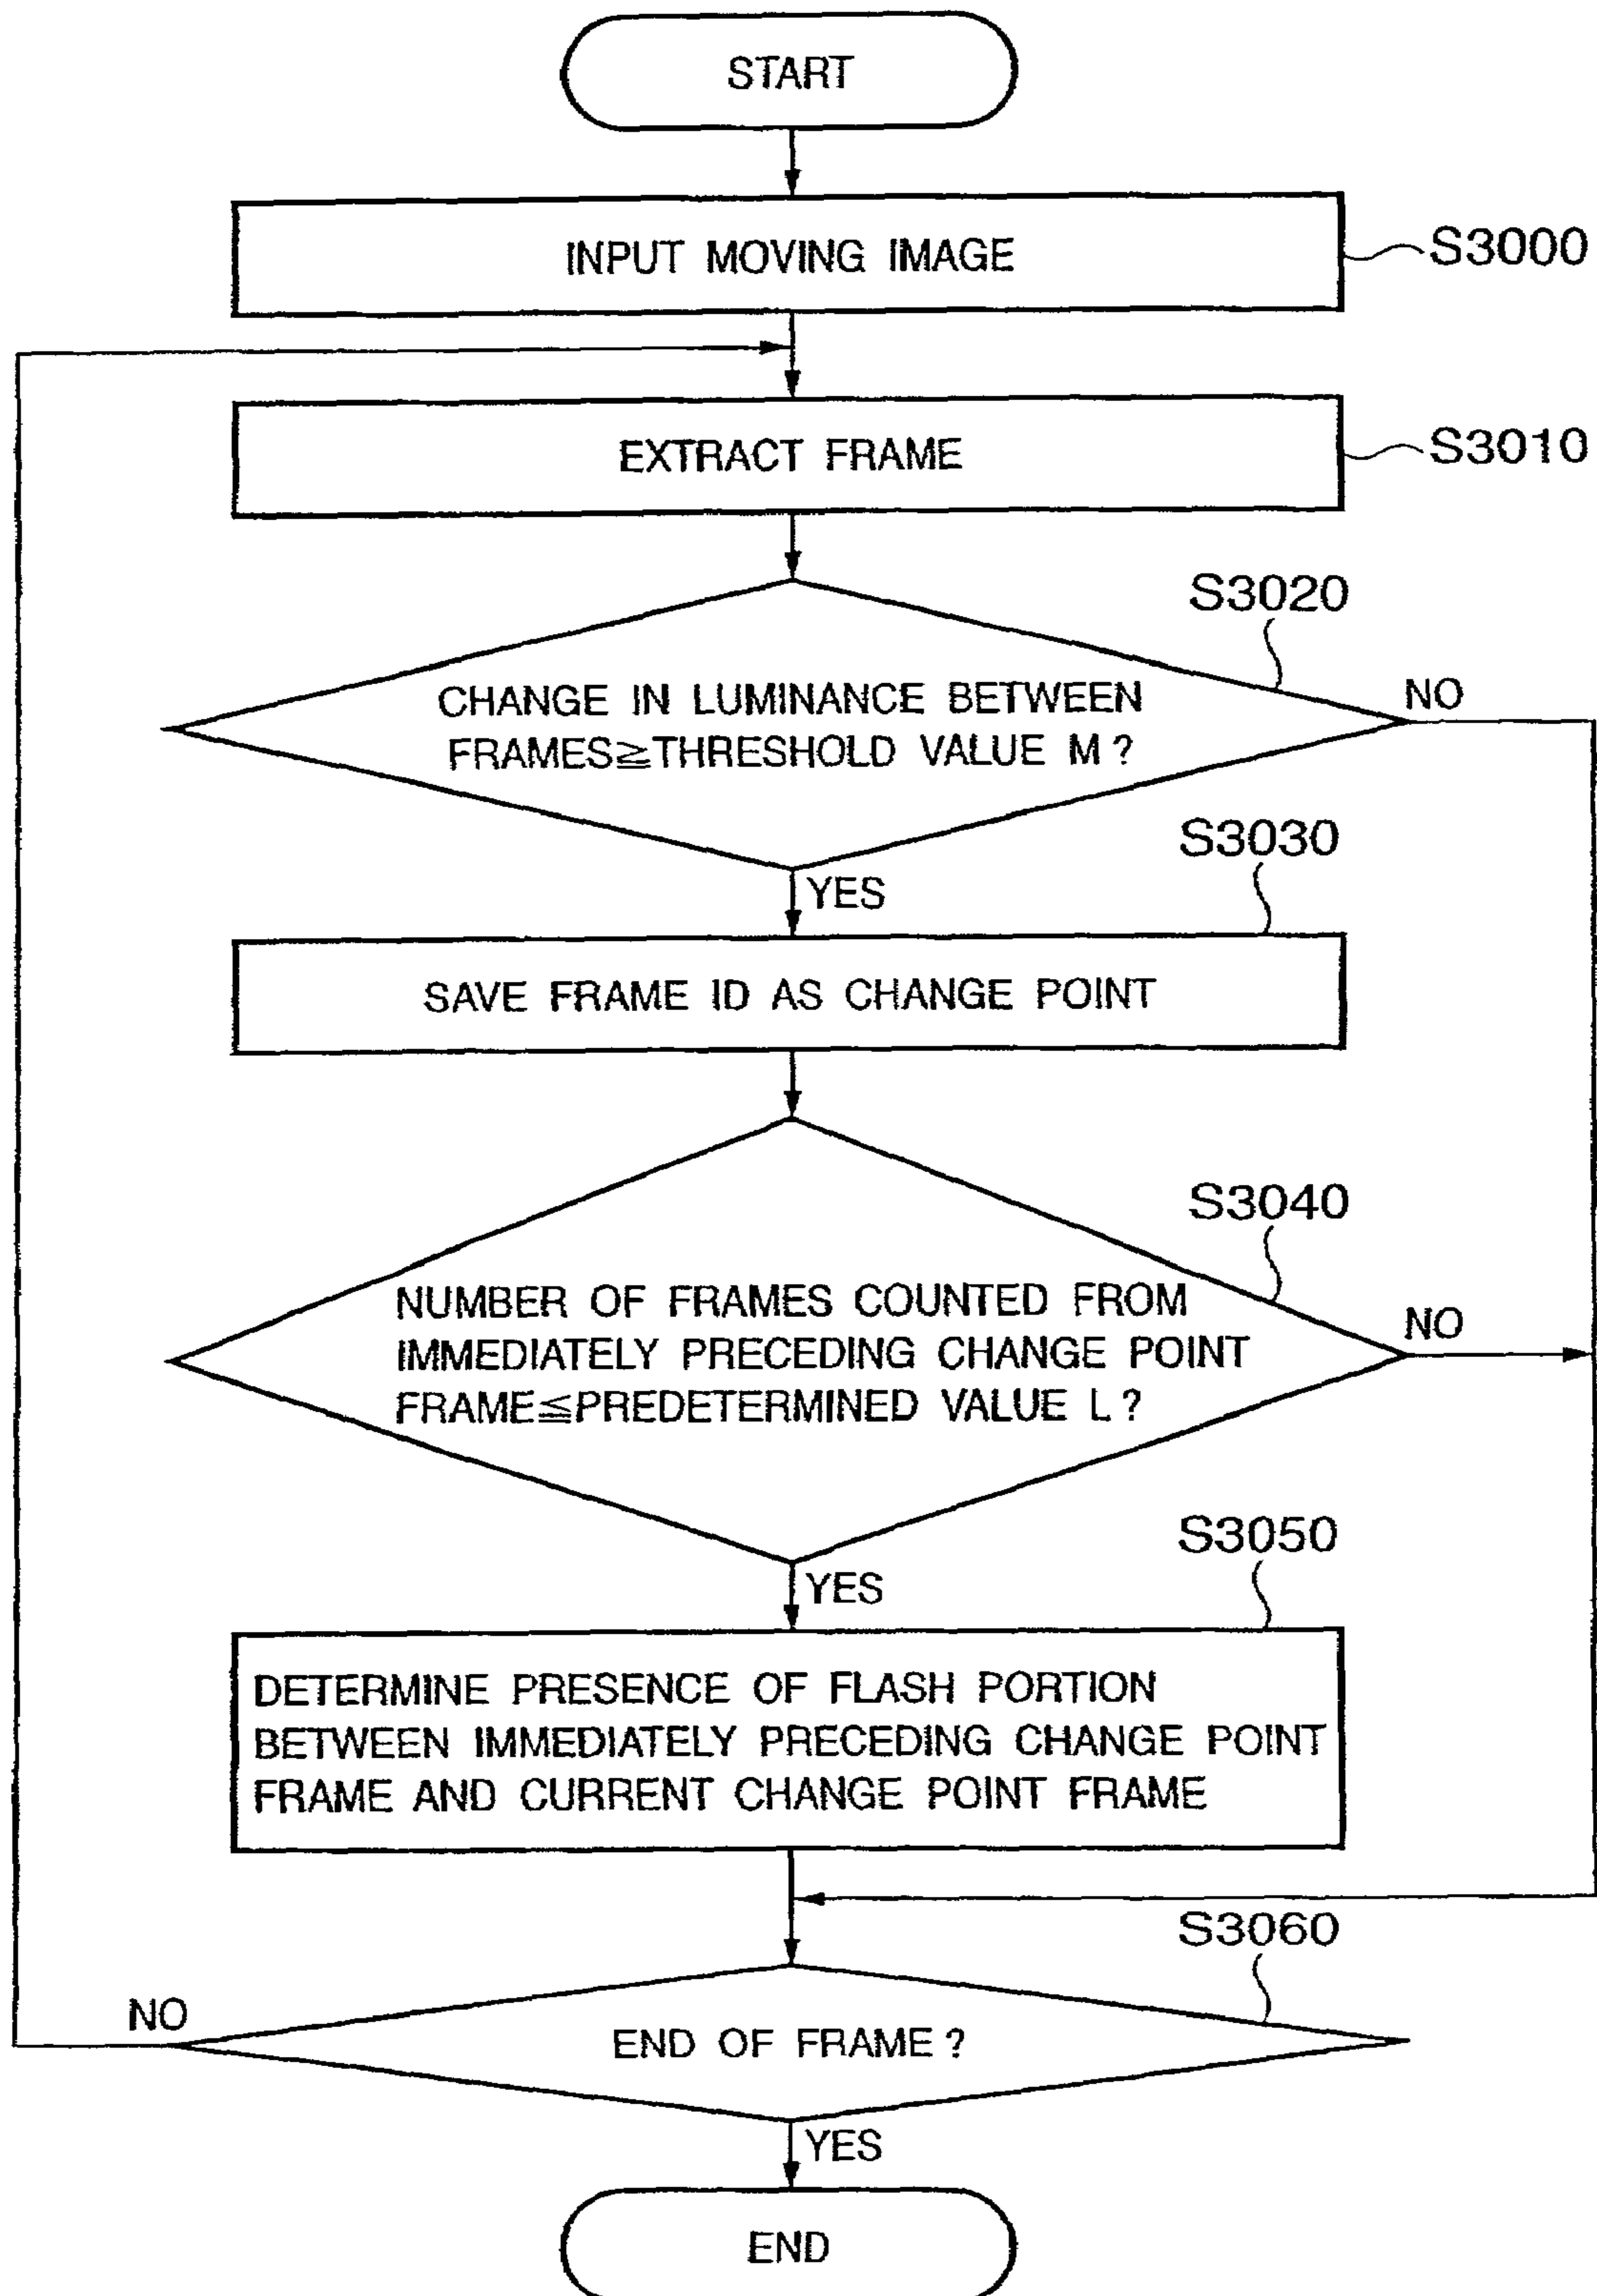 START
INPUT MOVING IMAGE
S3000
EXTRACT FRAME
S3010
S3020
CHANGE IN LUMINANCE BETWEEN
FRAMES≧THRESHOLD VALUE M?
NO
YES
S3030
SAVE FRAME ID AS CHANGE POINT
S3040
NUMBER OF FRAMES COUNTED FROM
IMMEDIATELY PRECEDING CHANGE POINT
FRAME≦PREDETERMINED VALUE L?
NO
YES
S3050
DETERMINE PRESENCE OF FLASH PORTION
BETWEEN IMMEDIATELY PRECEDING CHANGE POINT
FRAME AND CURRENT CHANGE POINT FRAME
S3060
NO
END OF FRAME?
YES
END